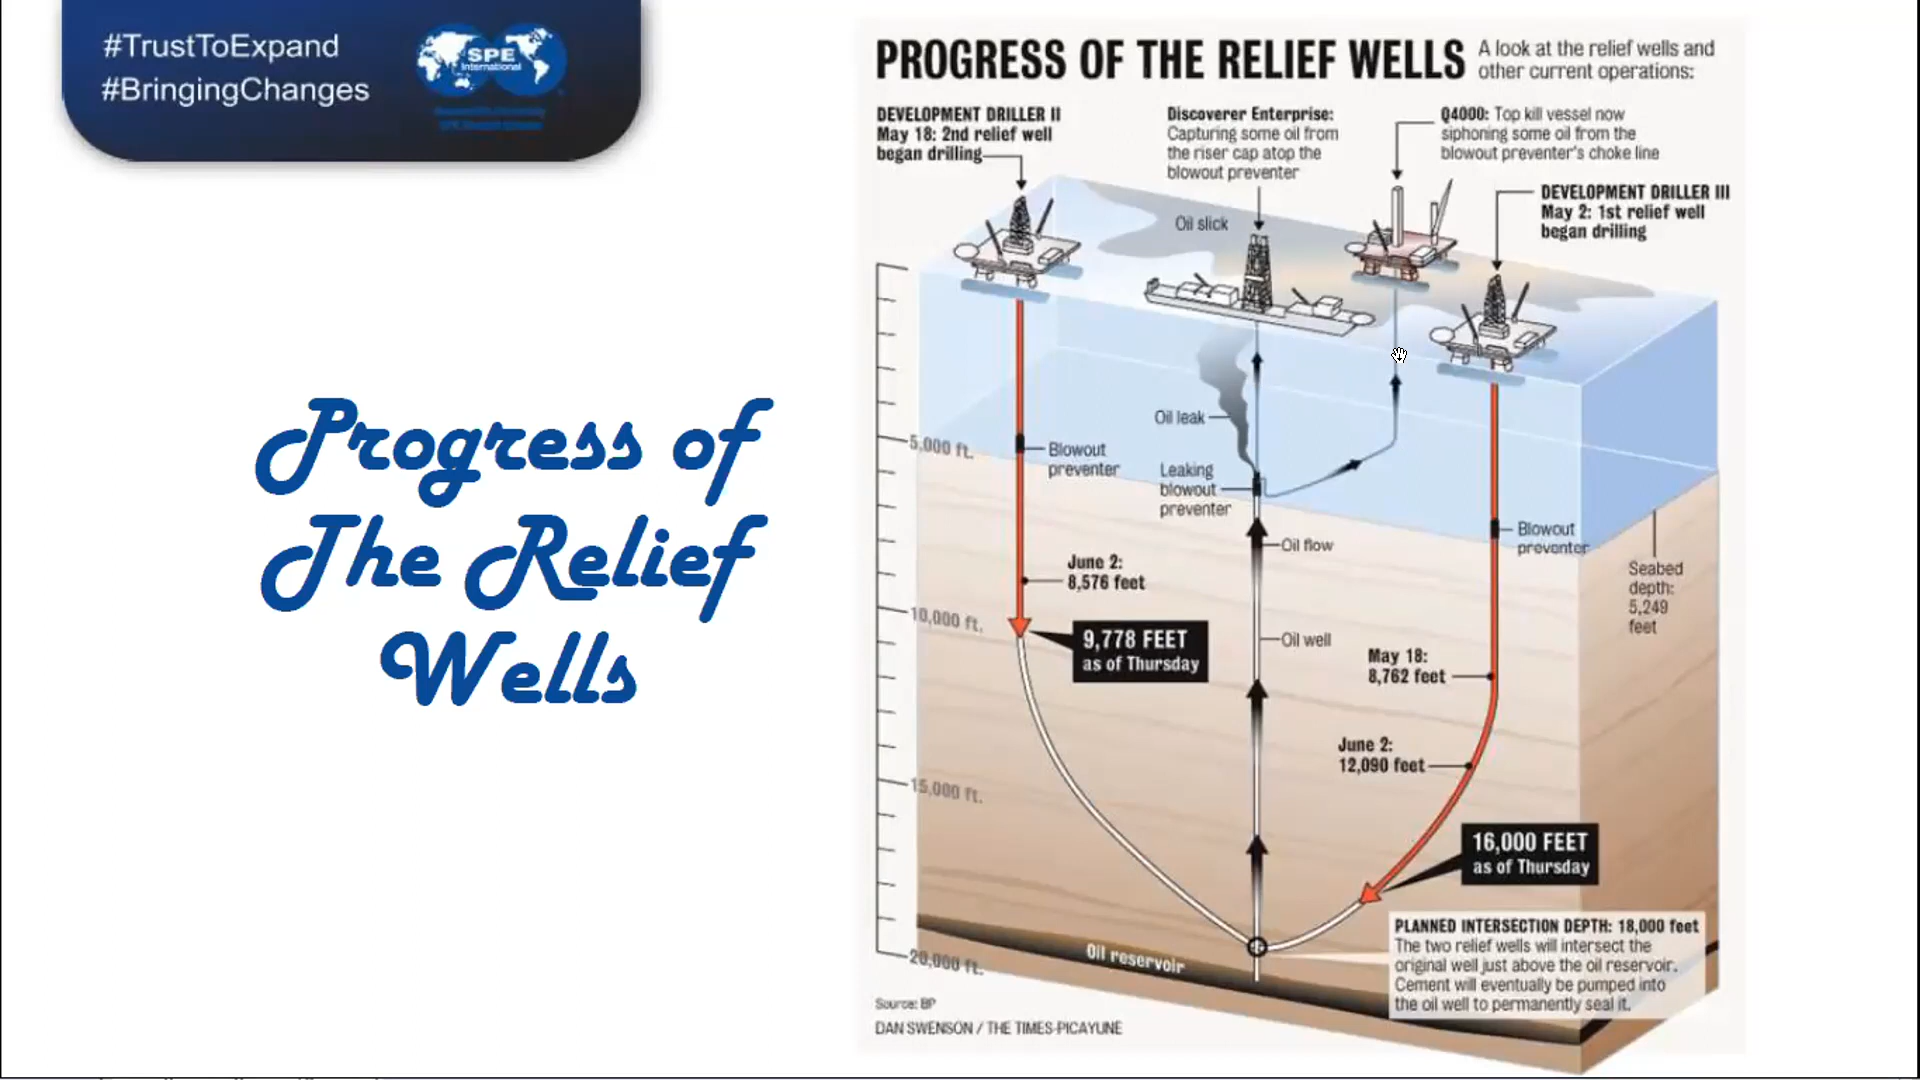 #TrustToExpand
#BringingChanges
SPE
International
Progress of
The Relief
Wells
PROGRESS OF THE RELIEF WELLS
A look at the relief wells and
other current operations:
DEVELOPMENT DRILLER II
May 18: 2nd relief well
began drilling
Discoverer Enterprise:
Capturing some oil from
the riser cap atop the
blowout preventer
Q4000: Top kill vessel now
siphoning some oil from the
blowout preventer's choke line
DEVELOPMENT DRILLER III
May 2: 1st relief well
began drilling
Oil slick
Oil leak
5,000 ft.
Blowout
preventer
Leaking
blowout
preventer
Blowout
preventer
Oil flow
Seabed
depth:
5,249
feet
June 2:
8,576 feet
10,000 ft.
9,778 FEET
as of Thursday
Oil well
May 18:
8,762 feet
June 2:
12,090 feet
15,000 ft.
16,000 FEET
as of Thursday
PLANNED INTERSECTION DEPTH: 18,000 feet
The two relief wells will intersect the
original well just above the oil reservoir.
Cement will eventually be pumped into
the oil well to permanently seal it.
20,000 ft.
Oil reservoir
Source: BP
DAN SWENSON / THE TIMES-PICAYUNE